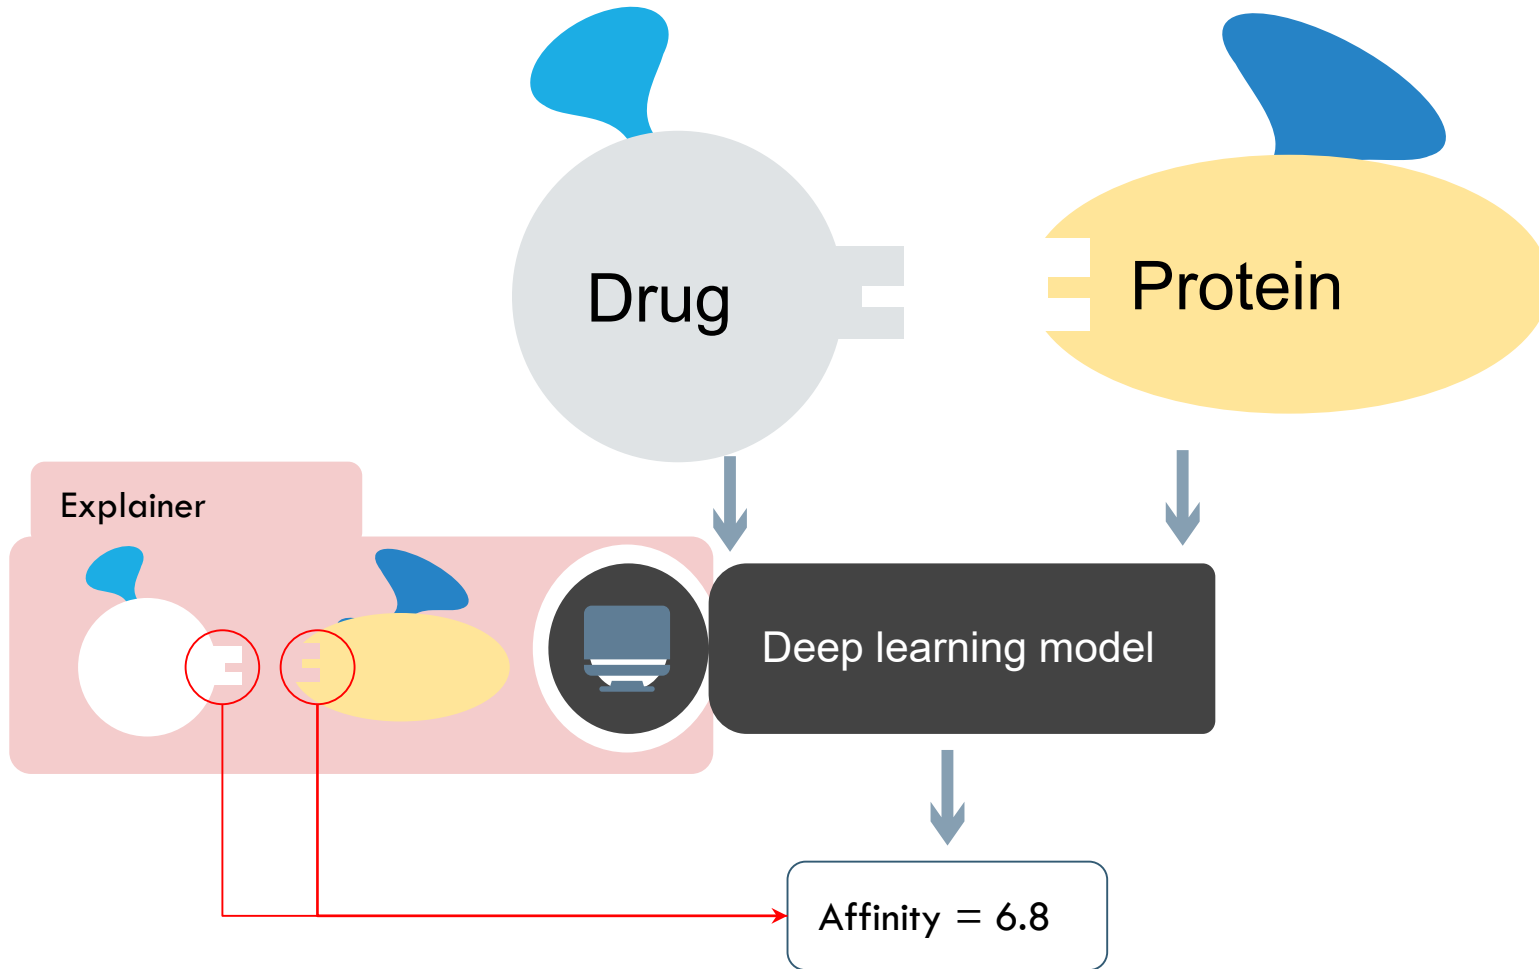 Drug
Protein
Explainer
Deep learning model
Affinity = 6.8